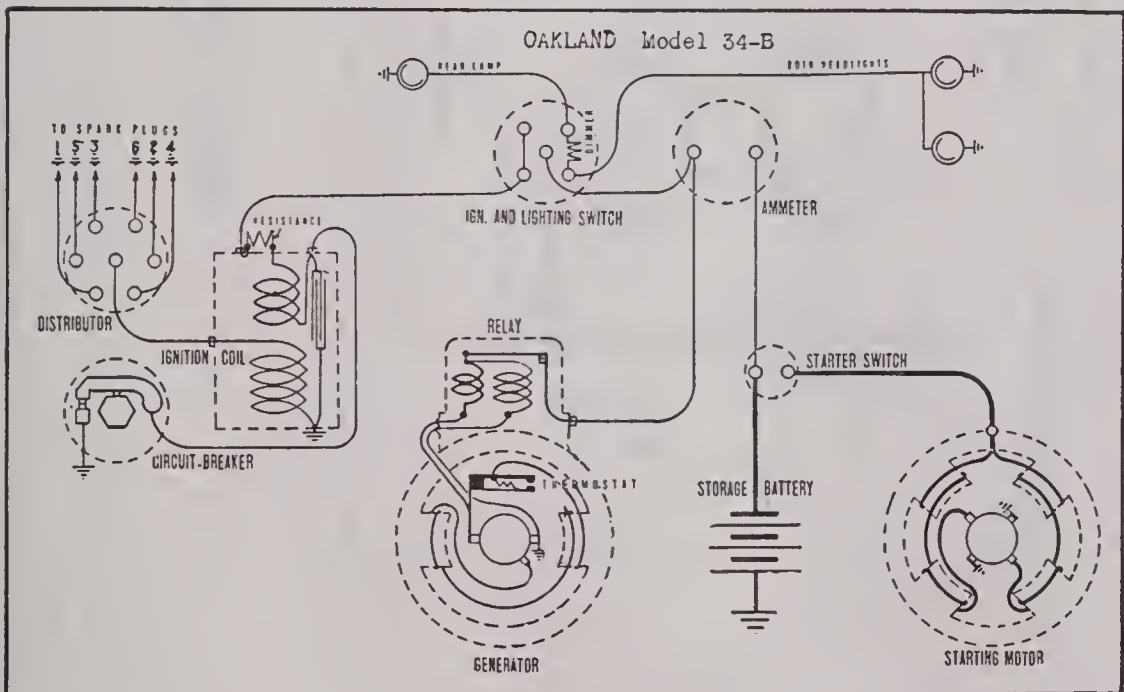 OAKLAND Model 34-B
REAR LAMP
BOTH HEADLIGHTS
TO SPARK PLUGS
1 5 3 6 2 4
DIMMER
RESISTANCE
IGN. AND LIGHTING SWITCH
AMMETER
DISTRIBUTOR
IGNITION COIL
RELAY
STARTER SWITCH
CIRCUIT-BREAKER
THERMOSTAT
STORAGE BATTERY
GENERATOR
STARTING MOTOR